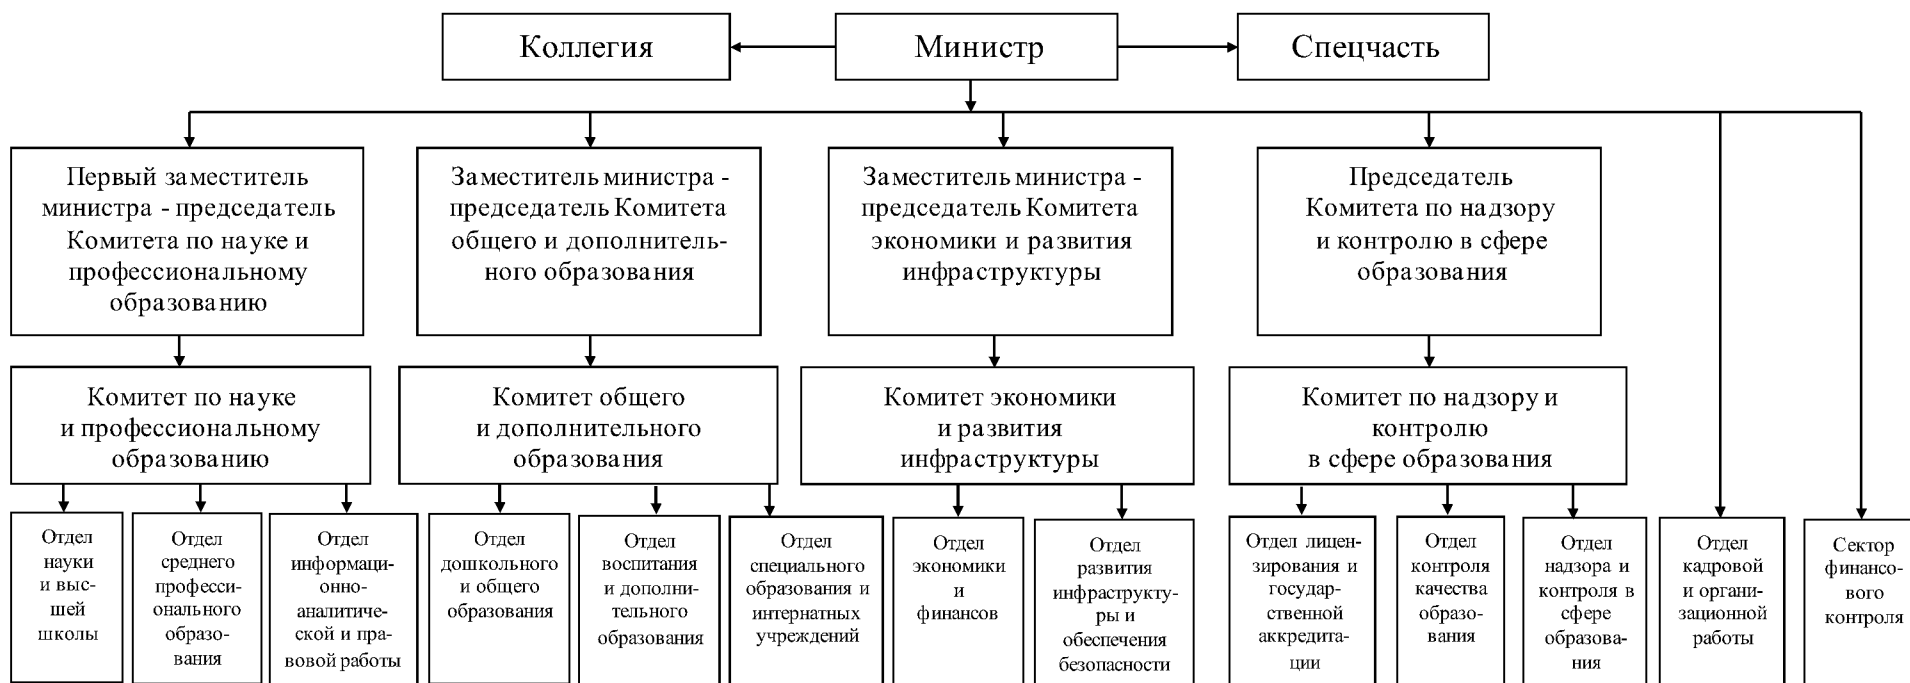 Коллегия
Министр
Спецчасть
Первый заместитель
министра - председатель
Комитета по науке и
профессиональному
образованию
Заместитель министра -
председатель Комитета
общего и дополнитель-
ного образования
Заместитель министра -
председатель Комитета
экономики и развития
инфраструктуры
Председатель
Комитета по надзору
и контролю в сфере
образования
Комитет по науке
и профессиональному
образованию
Комитет общего
и дополнительного
образования
Комитет экономики
и развития
инфраструктуры
Комитет по надзору и
контролю
в сфере образования
Отдел
науки
и выс-
шей
школы
Отдел
среднего
професси-
онального
образо-
вания
Отдел
информаци-
онно-
аналитиче-
ской и пра-
вовой работы
Отдел
дошкольного
и общего
образования
Отдел
воспитания
и дополни-
тельного
образования
Отдел
специального
образования и
интернатных
учреждений
Отдел
экономики
и
финансов
Отдел
развития
инфраструкту-
ры и
обеспечения
безопасности
Отдел лицен-
зирования и
государ-
ственной
аккредита-
ции
Отдел
контроля
качества
образо-
вания
Отдел
надзора и
контроля в
сфере
образова-
ния
Отдел
кадровой
и органи-
зационной
работы
Сектор
финансо-
вого
контроля